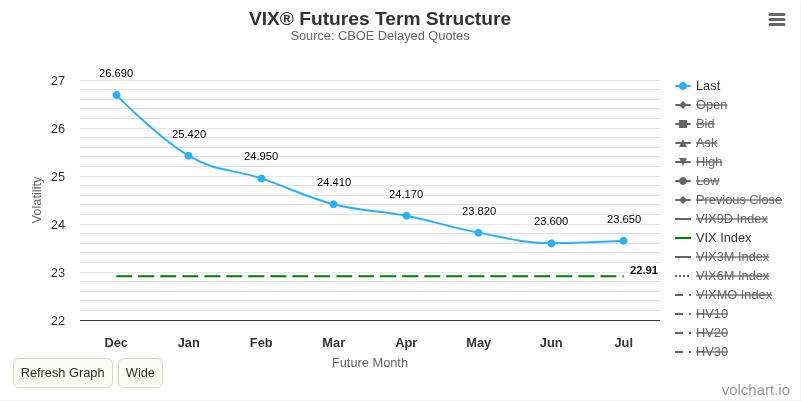 VIX® Futures Term Structure
Source: CBOE Delayed Quotes
Volatility
27
26
25
24
23
22
26.690
25.420
24.950
24.410
24.170
23.820
23.600
23.650
22.91
Dec
Jan
Feb
Mar
Apr
May
Jun
Jul
Future Month
Last
Open
Bid
Ask
High
Low
Previous Close
VIX9D Index
VIX Index
VIX3M Index
VIX6M Index
VIXMO Index
HV10
HV20
HV30
Refresh Graph
Wide
volchart.io